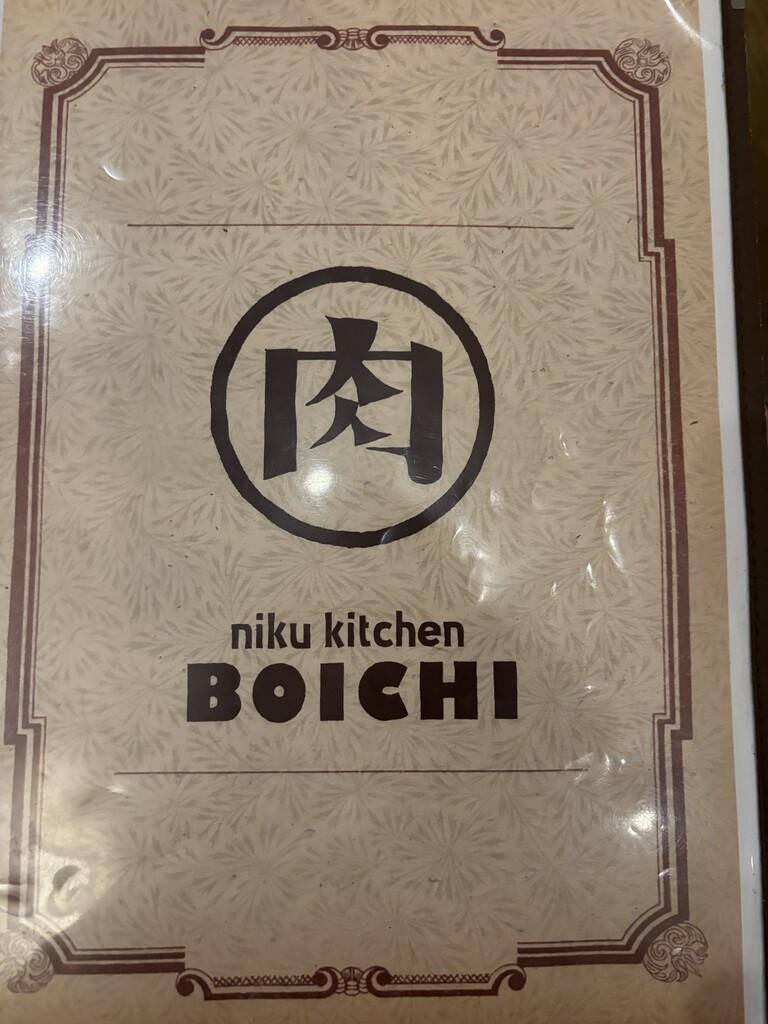 肉
niku kitchen
BOICHI